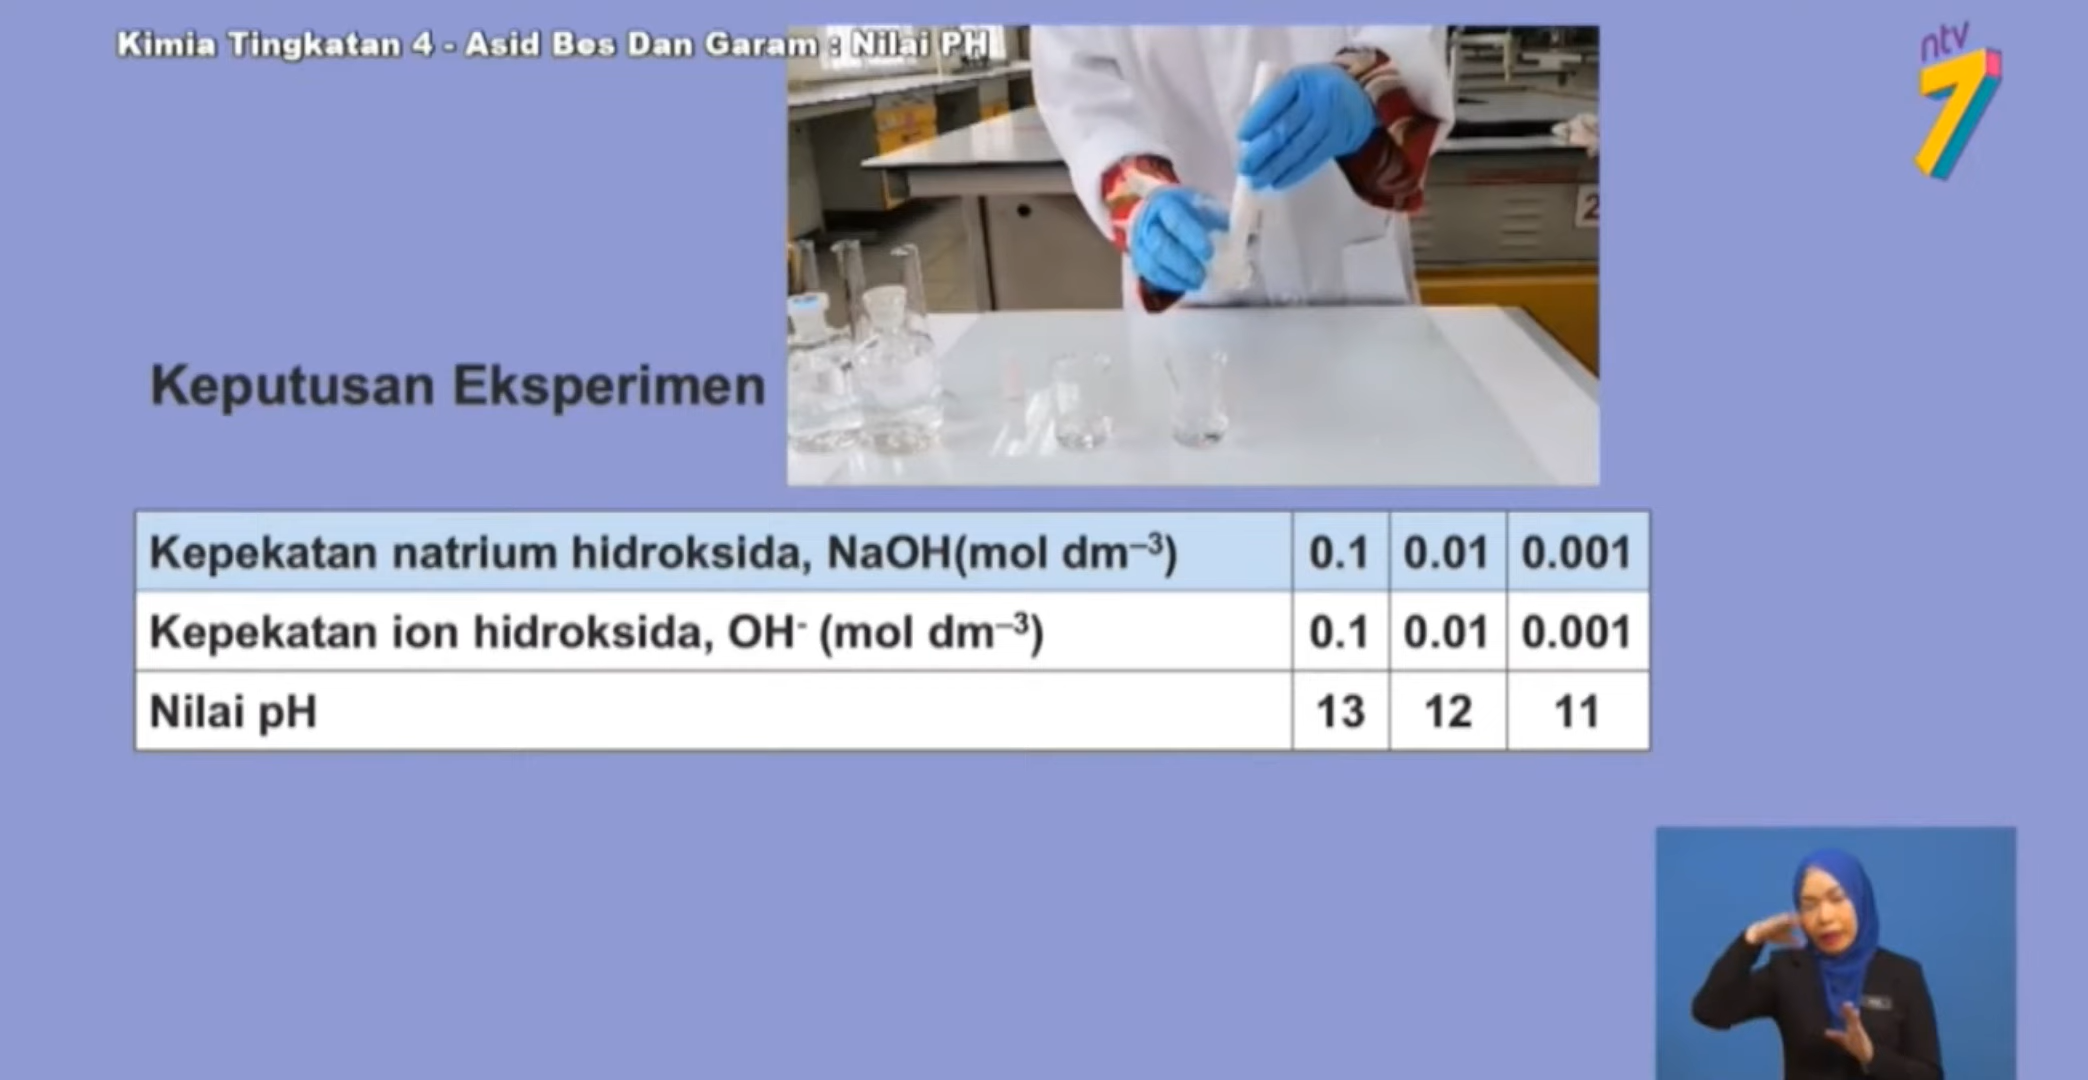 Kimia Tingkatan 4 - Asid Bes Dan Garam : Nilai PH
ntv
7
2
Keputusan Eksperimen
Kepekatan natrium hidroksida, NaOH(mol dm⁻³) 0.1 0.01 0.001
Kepekatan ion hidroksida, OH⁻ (mol dm⁻³) 0.1 0.01 0.001
Nilai pH 13 12 11